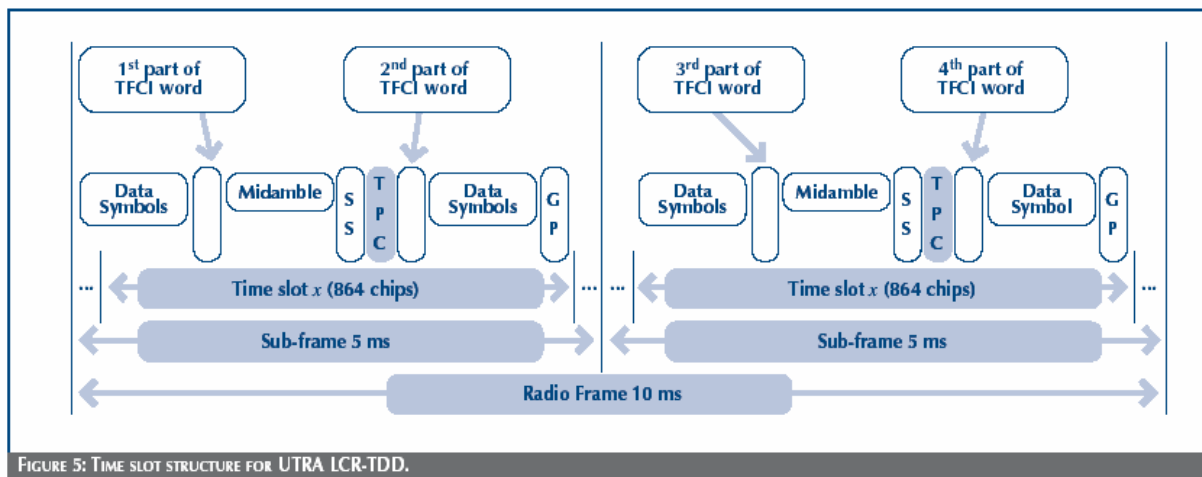 1st part of
TFCI word
2nd part of
TFCI word
3rd part of
TFCI word
4th part of
TFCI word
Data
Symbols
Midamble
S
S
T
P
C
Data
Symbols
G
P
Data
Symbols
Midamble
S
S
T
P
C
Data
Symbol
G
P
... Time slot x (864 chips) ...
... Time slot x (864 chips) ...
Sub-frame 5 ms
Sub-frame 5 ms
Radio Frame 10 ms
FIGURE 5: TIME SLOT STRUCTURE FOR UTRA LCR-TDD.